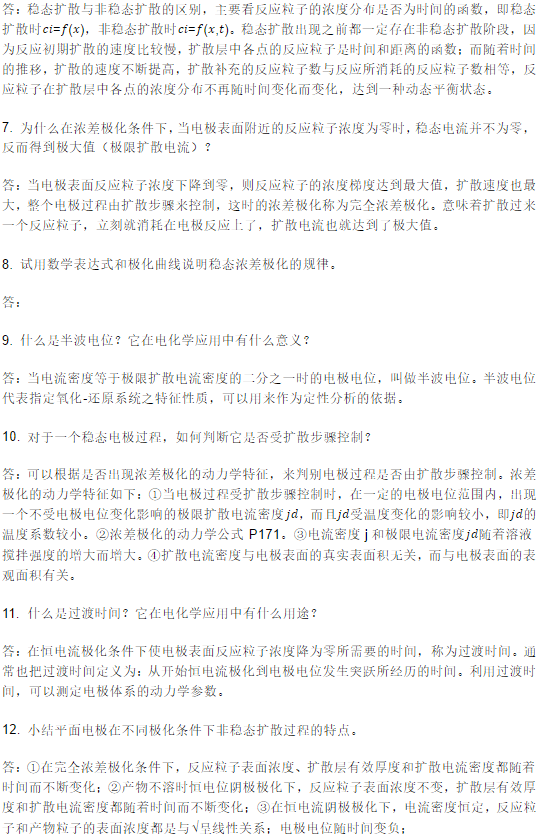 答：稳态扩散与非稳态扩散的区别，主要看反应粒子的浓度分布是否为时间的函数，即稳态
扩散时ci=f(x)，非稳态扩散时ci=f(x,t)。稳态扩散出现之前都一定存在非稳态扩散阶段，因
为反应初期扩散的速度比较慢，扩散层中各点的反应粒子是时间和距离的函数；而随着时间
的推移，扩散的速度不断提高，扩散补充的反应粒子数与反应所消耗的反应粒子数相等，反
应粒子在扩散层中各点的浓度分布不再随时间变化而变化，达到一种动态平衡状态。
7. 为什么在浓差极化条件下，当电极表面附近的反应粒子浓度为零时，稳态电流并不为零，
反而得到极大值（极限扩散电流）？
答：当电极表面反应粒子浓度下降到零，则反应粒子的浓度梯度达到最大值，扩散速度也最
大，整个电极过程由扩散步骤来控制，这时的浓差极化称为完全浓差极化。意味着扩散过来
一个反应粒子，立刻就消耗在电极反应上了，扩散电流也就达到了极大值。
8. 试用数学表达式和极化曲线说明稳态浓差极化的规律。
答：
9. 什么是半波电位？它在电化学应用中有什么意义？
答：当电流密度等于极限扩散电流密度的二分之一时的电极电位，叫做半波电位。半波电位
代表指定氧化-还原系统之特征性质，可以用来作为定性分析的依据。
10. 对于一个稳态电极过程，如何判断它是否受扩散步骤控制？
答：可以根据是否出现浓差极化的动力学特征，来判别电极过程是否由扩散步骤控制。浓差
极化的动力学特征如下：①当电极过程受扩散步骤控制时，在一定的电极电位范围内，出现
一个不受电极电位变化影响的极限扩散电流密度jd，而且jd受温度变化的影响较小，即jd的
温度系数较小。②浓差极化的动力学公式 P171。③电流密度 j 和极限电流密度jd随着溶液
搅拌强度的增大而增大。④扩散电流密度与电极表面的真实表面积无关，而与电极表面的表
观面积有关。
11. 什么是过渡时间？它在电化学应用中有什么用途？
答：在恒电流极化条件下使电极表面反应粒子浓度降为零所需要的时间，称为过渡时间。通
常也把过渡时间定义为：从开始恒电流极化到电极电位发生突跃所经历的时间。利用过渡时
间，可以测定电极体系的动力学参数。
12. 小结平面电极在不同极化条件下非稳态扩散过程的特点。
答：①在完全浓差极化条件下，反应粒子表面浓度、扩散层有效厚度和扩散电流密度都随着
时间而不断变化；②产物不溶时恒电位阴极极化下，反应粒子表面浓度不变，扩散层有效厚
度和扩散电流密度都随着时间而不断变化；③在恒电流阴极极化下，电流密度恒定，反应粒
子和产物粒子的表面浓度都是与√呈线性关系；电极电位随时间变负；